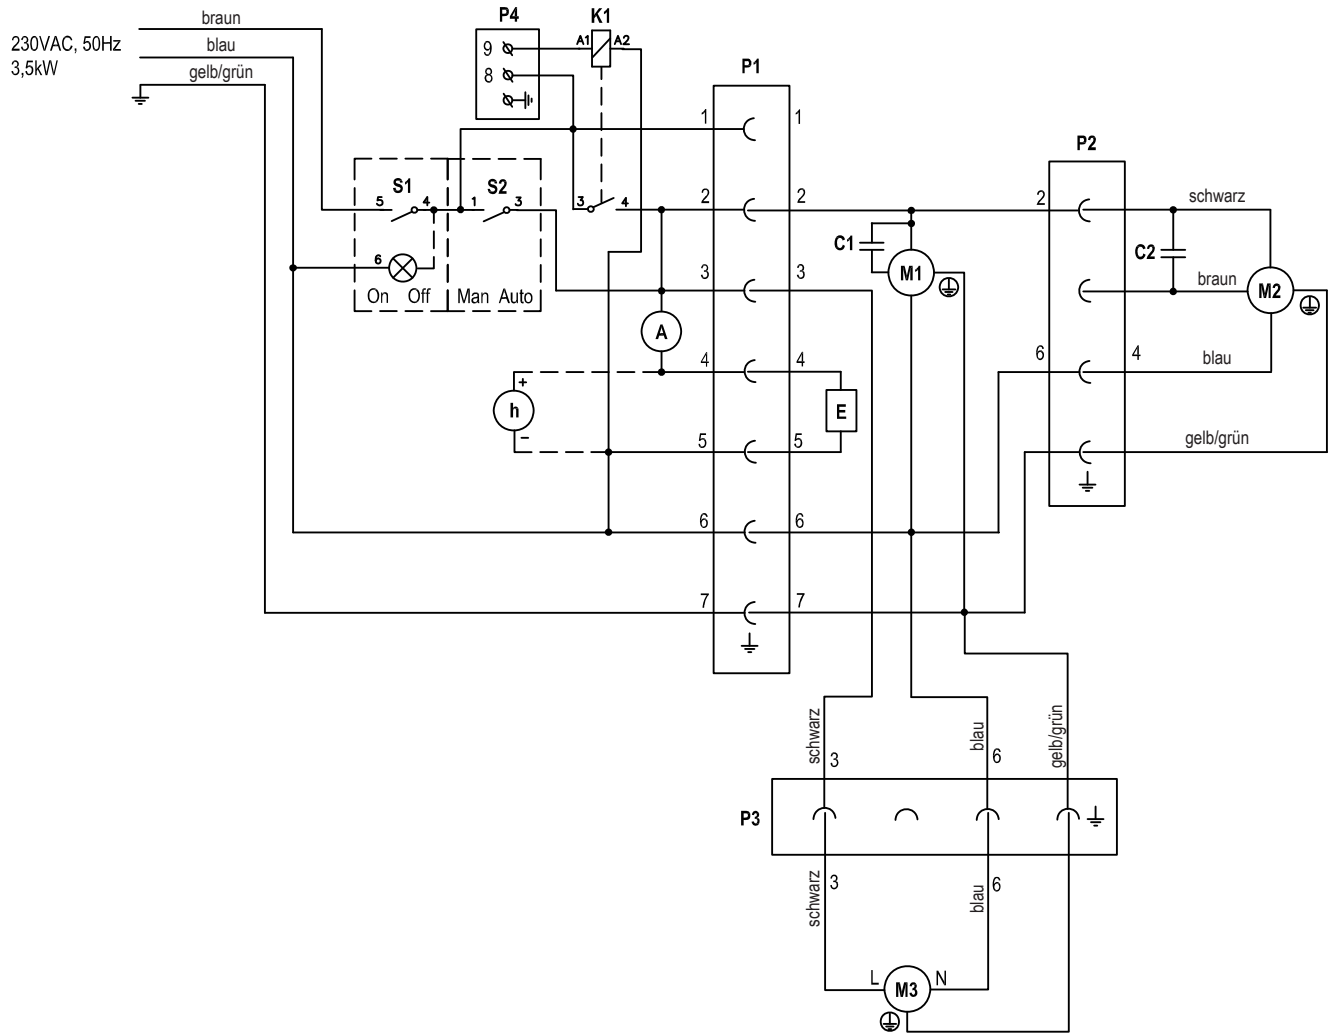 braun
230VAC, 50Hz
blau
3,5kW
gelb/grün
P4
K1
9
A1
A2
8
P1
1
1
P2
S1
S2
5
4
1
3
3
4
2
2
2
schwarz
C1
C2
6
M1
3
3
braun
M2
On
Off
Man
Auto
A
4
4
6
4
blau
+
h
E
–
5
5
gelb/grün
6
6
7
7
schwarz
3
blau
6
gelb/grün
P3
schwarz
3
blau
6
L
M3
N